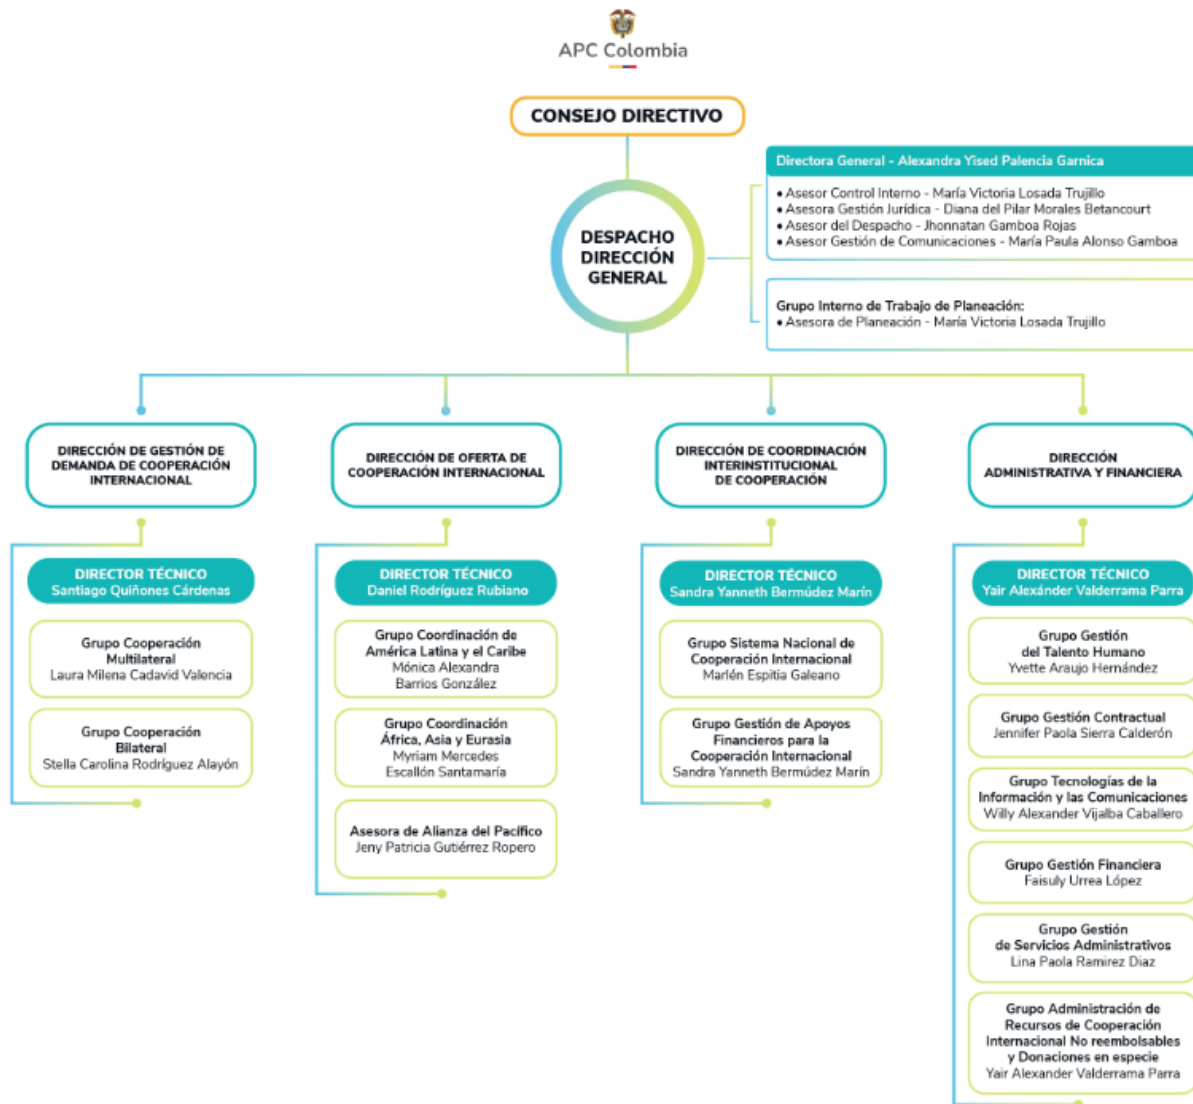 APC Colombia
CONSEJO DIRECTIVO
DESPACHO
DIRECCIÓN
GENERAL
Directora General - Alexandra Yised Palencia Garnica
• Asesor Control Interno - María Victoria Losada Trujillo
• Asesora Gestión Jurídica - Diana del Pilar Morales Betancourt
• Asesor del Despacho - Jhonnatan Gamboa Rojas
• Asesor Gestión de Comunicaciones - María Paula Alonso Gamboa
Grupo Interno de Trabajo de Planeación:
• Asesora de Planeación - María Victoria Losada Trujillo
DIRECCIÓN DE GESTIÓN DE
DEMANDA DE COOPERACIÓN
INTERNACIONAL
DIRECTOR TÉCNICO
Santiago Quiñones Cárdenas
Grupo Cooperación
Multilateral
Laura Milena Cadavid Valencia
Grupo Cooperación
Bilateral
Stella Carolina Rodríguez Alayón
DIRECCIÓN DE OFERTA DE
COOPERACIÓN INTERNACIONAL
DIRECTOR TÉCNICO
Daniel Rodríguez Rubiano
Grupo Coordinación de
América Latina y el Caribe
Mónica Alexandra
Barrios González
Grupo Coordinación
África, Asia y Eurasia
Myriam Mercedes
Escallón Santamaría
Asesora de Alianza del Pacífico
Jeny Patricia Gutiérrez Ropero
DIRECCIÓN DE COORDINACIÓN
INTERINSTITUCIONAL
DE COOPERACIÓN
DIRECTOR TÉCNICO
Sandra Yanneth Bermúdez Marín
Grupo Sistema Nacional de
Cooperación Internacional
Marlén Espitia Galeano
Grupo Gestión de Apoyos
Financieros para la
Cooperación Internacional
Sandra Yanneth Bermúdez Marín
DIRECCIÓN
ADMINISTRATIVA Y FINANCIERA
DIRECTOR TÉCNICO
Yair Alexánder Valderrama Parra
Grupo Gestión
del Talento Humano
Yvette Araujo Hernández
Grupo Gestión Contractual
Jennifer Paola Sierra Calderón
Grupo Tecnologías de la
Información y las Comunicaciones
Willy Alexander Vijalba Caballero
Grupo Gestión Financiera
Faisuly Urrea López
Grupo Gestión
de Servicios Administrativos
Lina Paola Ramirez Diaz
Grupo Administración de
Recursos de Cooperación
Internacional No reembolsables
y Donaciones en especie
Yair Alexander Valderrama Parra